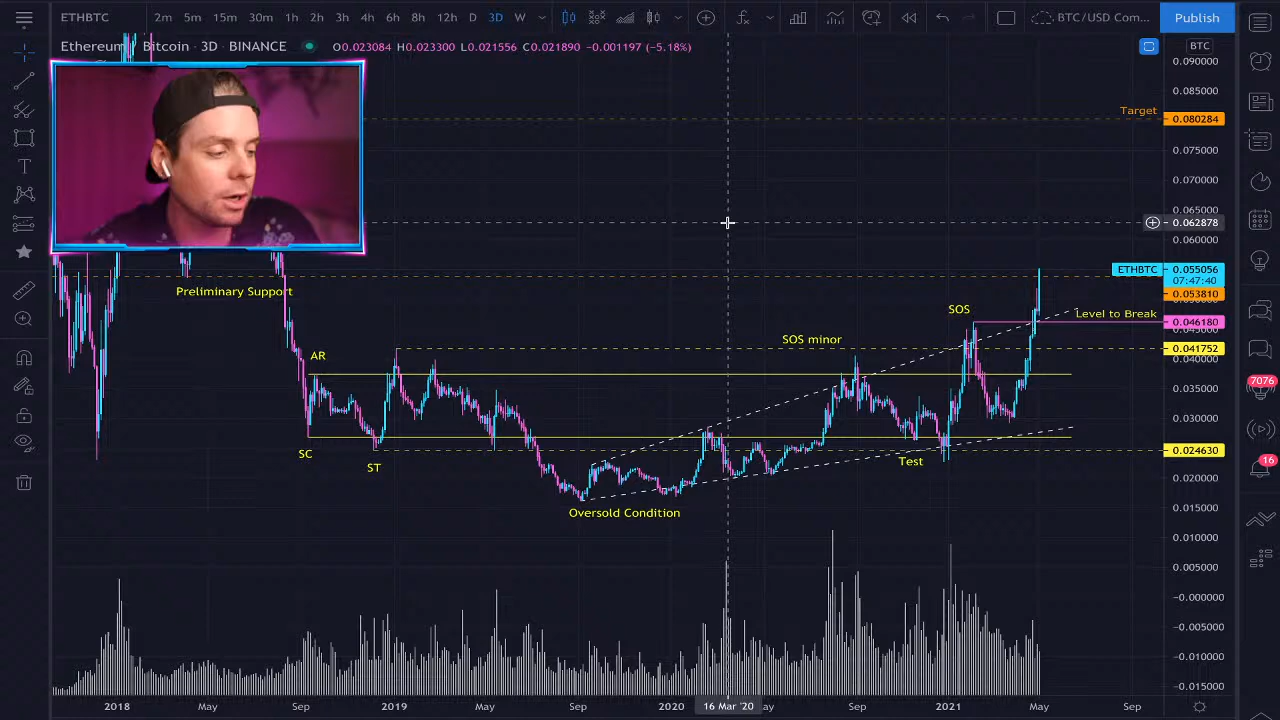 ETHBTC 2m 5m 15m 30m 1h 2h 3h 4h 6h 8h 12h D 3D W BTC/USD Com... Publish
Ethereum Bitcoin · 3D · BINANCE O0.023084 H0.023300 L0.021556 C0.021890 −0.001197 (−5.18%)
BTC
0.090000
0.085000
Target 0.080284
0.075000
0.070000
0.065000
0.062878
0.060000
ETHBTC 0.055056
07:47:40
Preliminary Support
0.053810
SOS
Level to Break
0.046180
0.045000
SOS minor
0.041752
AR
0.040000
0.035000
0.030000
SC
ST
Test
0.024630
0.020000
Oversold Condition
0.015000
0.010000
0.005000
−0.000000
−0.005000
−0.010000
−0.015000
2018 May Sep 2019 May Sep 2020 16 Mar '20 ay Sep 2021 May Sep
7076
16